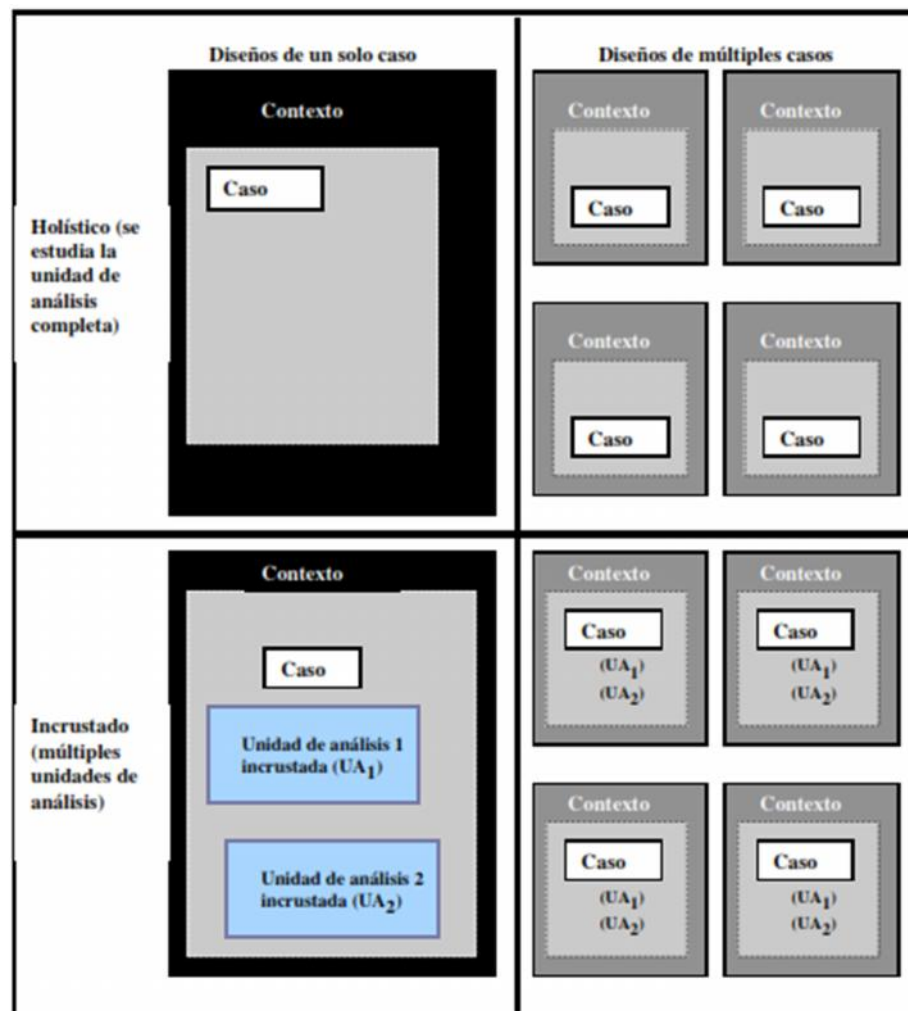 Diseños de un solo caso
Diseños de múltiples casos
Holístico (se
estudia la
unidad de
análisis
completa)
Contexto
Caso
Contexto
Caso
Contexto
Caso
Contexto
Caso
Contexto
Caso
Incrustado
(múltiples
unidades de
análisis)
Contexto
Caso
Unidad de análisis 1
incrustada (UA1)
Unidad de análisis 2
incrustada (UA2)
Contexto
Caso
(UA1)
(UA2)
Contexto
Caso
(UA1)
(UA2)
Contexto
Caso
(UA1)
(UA2)
Contexto
Caso
(UA1)
(UA2)